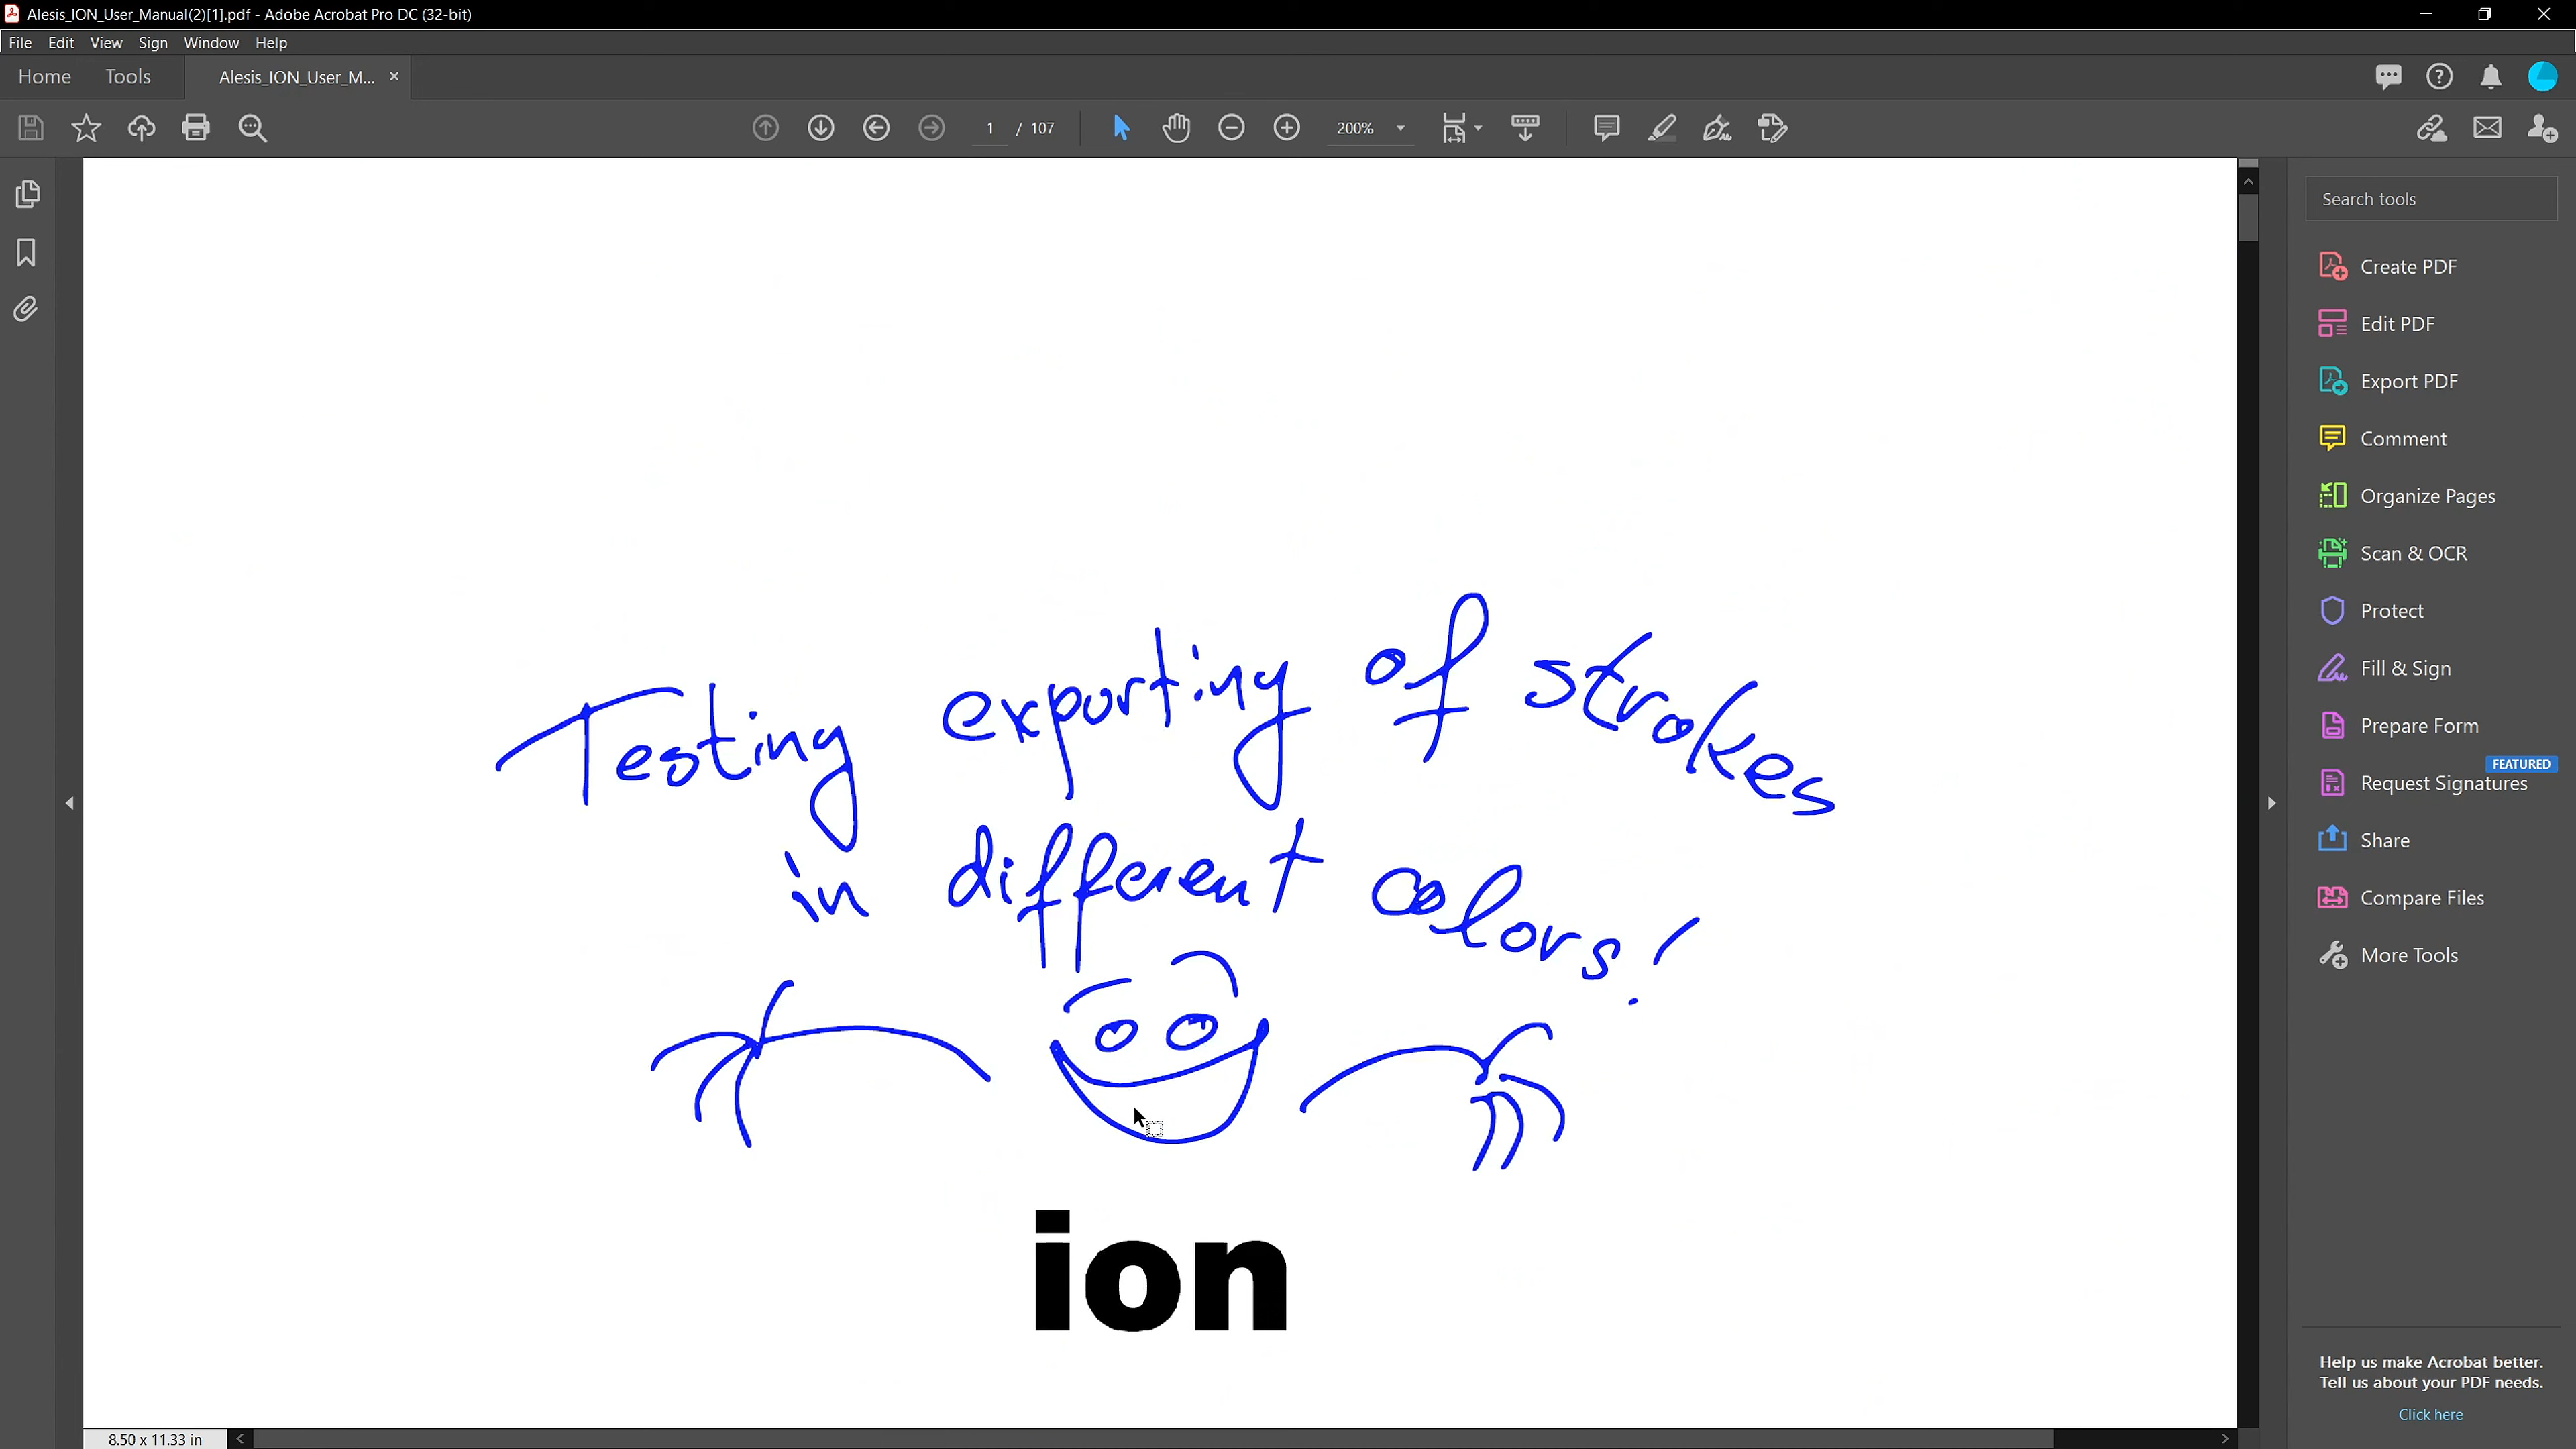 Alesis_ION_User_Manual(2)[1].pdf - Adobe Acrobat Pro DC (32-bit)
File Edit View Sign Window Help
Home Tools Alesis_ION_User_M... ×
1 / 107 200%
Search tools
Create PDF
Edit PDF
Export PDF
Comment
Organize Pages
Scan & OCR
Protect
Fill & Sign
Prepare Form
FEATURED
Request Signatures
Share
Compare Files
More Tools
Testing exporting of strokes
in different colors!
ion
Help us make Acrobat better.
Tell us about your PDF needs.
Click here
8.50 x 11.33 in